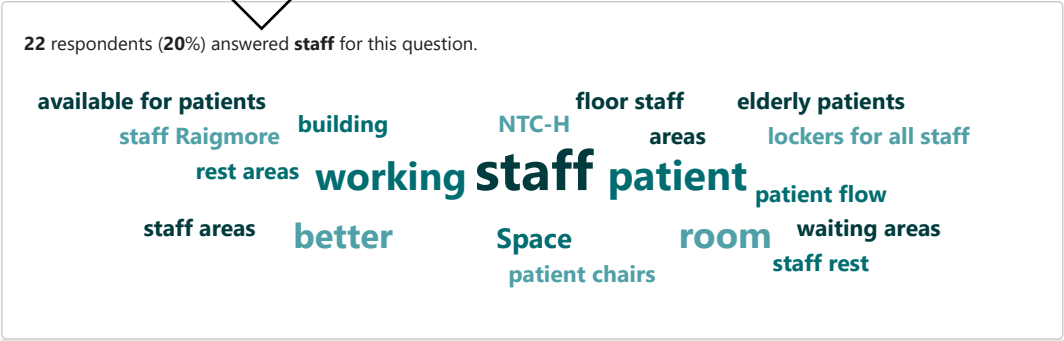 22 respondents (20%) answered staff for this question.
available for patients
floor staff
elderly patients
staff Raigmore
building
NTC-H
areas
lockers for all staff
rest areas
working
staff
patient
patient flow
staff areas
better
Space
room
waiting areas
patient chairs
staff rest